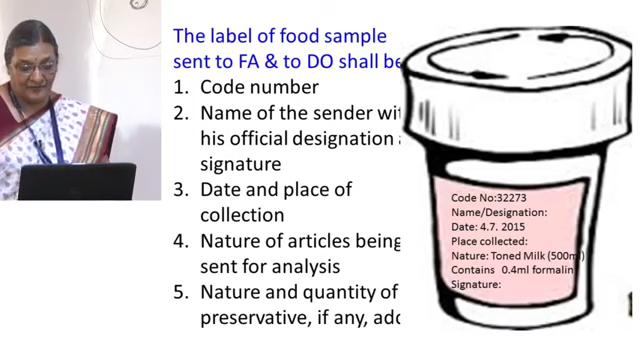 The label of food sample
sent to FA & to DO shall be
1. Code number
2. Name of the sender
his official designation
signature
3. Date and place of
collection
4. Nature of articles being
sent for analysis
5. Nature and quantity of
preservative, if any,
Code No:32273
Name/Designation:
Date: 4.7. 2015
Place collected:
Nature: Toned Milk (500ml)
Contains 0.4ml formalin
Signature: